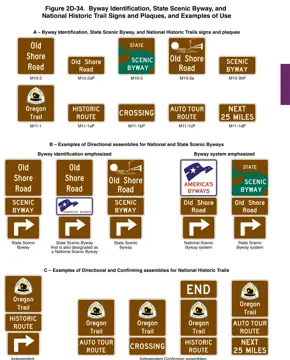 Figure 2D-34. Byway Identification, State Scenic Byway, and
National Historic Trail Signs and Plaques, and Examples of Use
A – Byway Identification, State Scenic Byway, and National Historic Trails signs and plaques
Old
Shore
Road
M10-2
Old Shore
Road
M10-2aP
STATE
SCENIC
BYWAY
M10-3
Old Shore
Road
M10-3a
SCENIC
BYWAY
M10-3bP
Oregon
Trail
M11-1
HISTORIC
ROUTE
M11-1aP
CROSSING
M11-1bP
AUTO TOUR
ROUTE
M11-1cP
NEXT
25 MILES
M11-1dP
B – Examples of Directional assemblies for National and State Scenic Byways
Byway identification emphasized
Byway system emphasized
Old
Shore
Road
SCENIC
BYWAY
State Scenic
Byway
Old
Shore
Road
AMERICA'S BYWAYS
State Scenic Byway
that is also designated as
a National Scenic Byway
Old Shore
Road
SCENIC
BYWAY
State Scenic
Byway
AMERICA'S
BYWAYS
Old Shore
Road
National Scenic
Byway system
STATE
SCENIC
BYWAY
Old Shore
Road
State Scenic
Byway system
C – Examples of Directional and Confirming assemblies for National Historic Trails
Oregon
Trail
HISTORIC
ROUTE
Independent
Oregon
Trail
AUTO TOUR
ROUTE
Oregon
Trail
CROSSING
END
Oregon
Trail
HISTORIC
ROUTE
Oregon
Trail
AUTO TOUR
ROUTE
NEXT
25 MILES
Independent Confirming assemblies